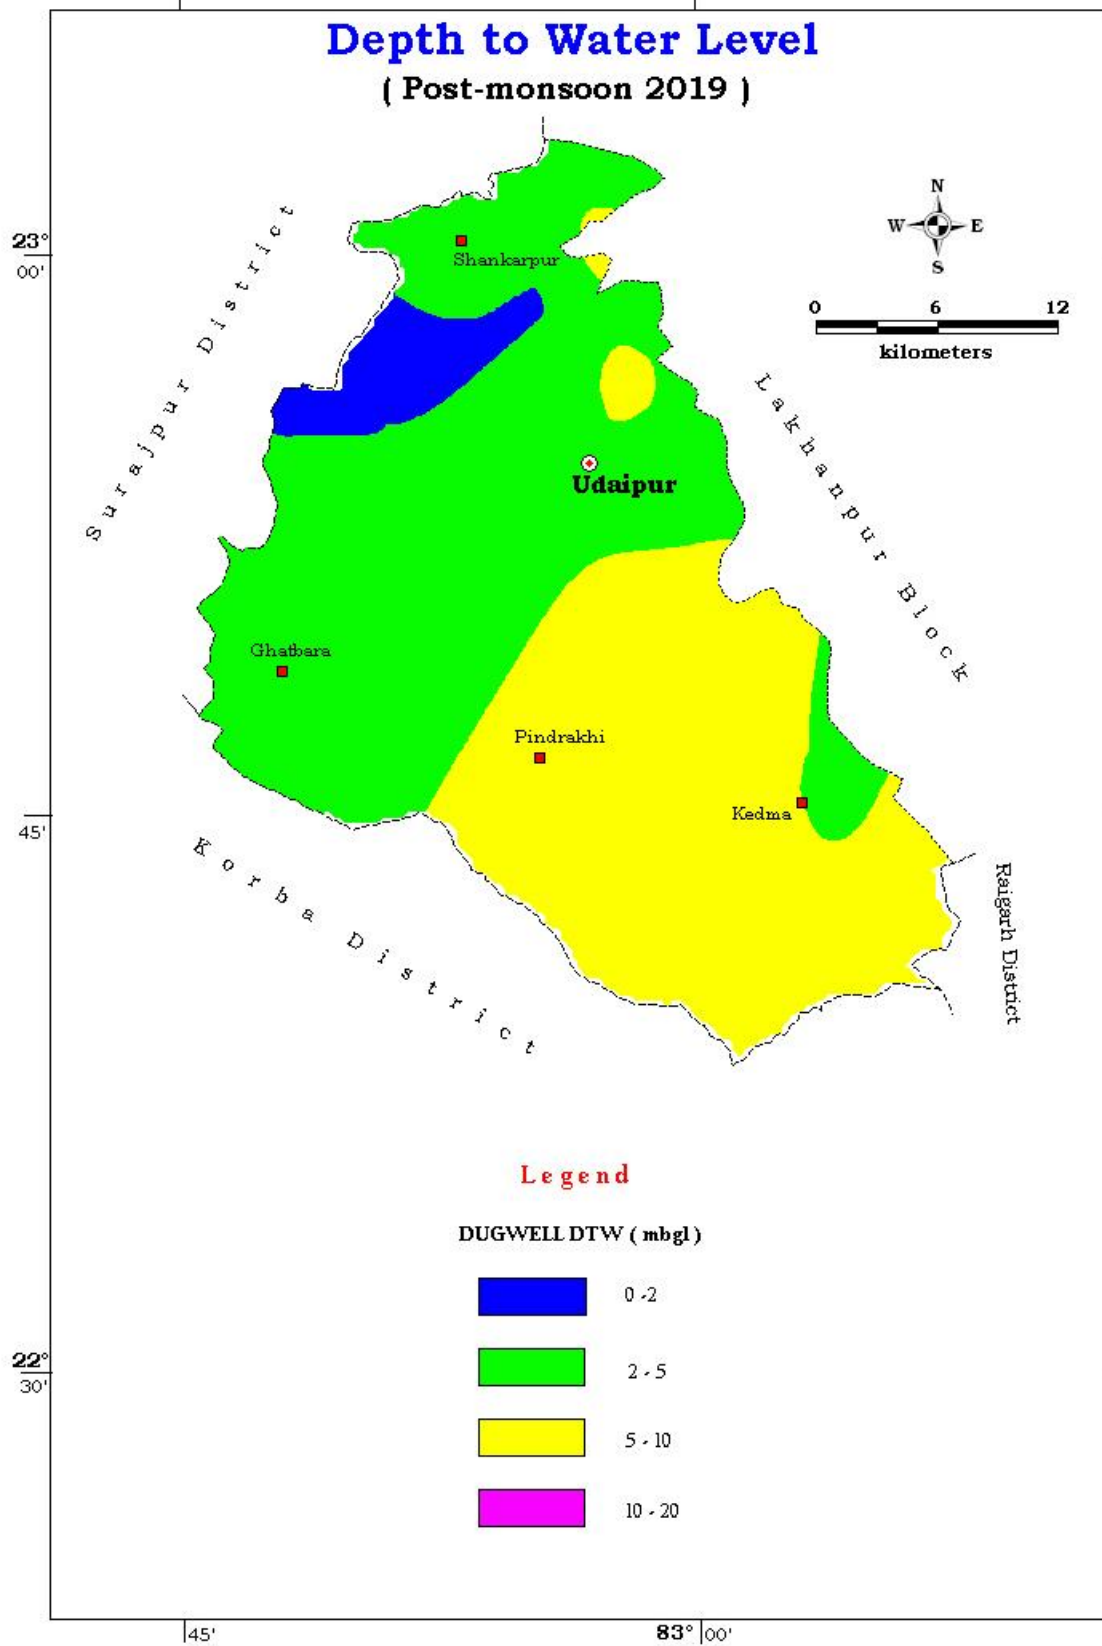 Depth to Water Level
( Post-monsoon 2019 )
N
W E
S
23°
00'
0 6 12
kilometers
Shankarpur
Surajpur District
Lakhanpur Block
Udaipur
Ghatbara
Pindrakhi
Kedma
45'
Korba District
Raigarh District
Legend
DUGWELL DTW ( mbgl )
0 -2
2 - 5
5 - 10
10 - 20
22°
30'
45' 83° 00'